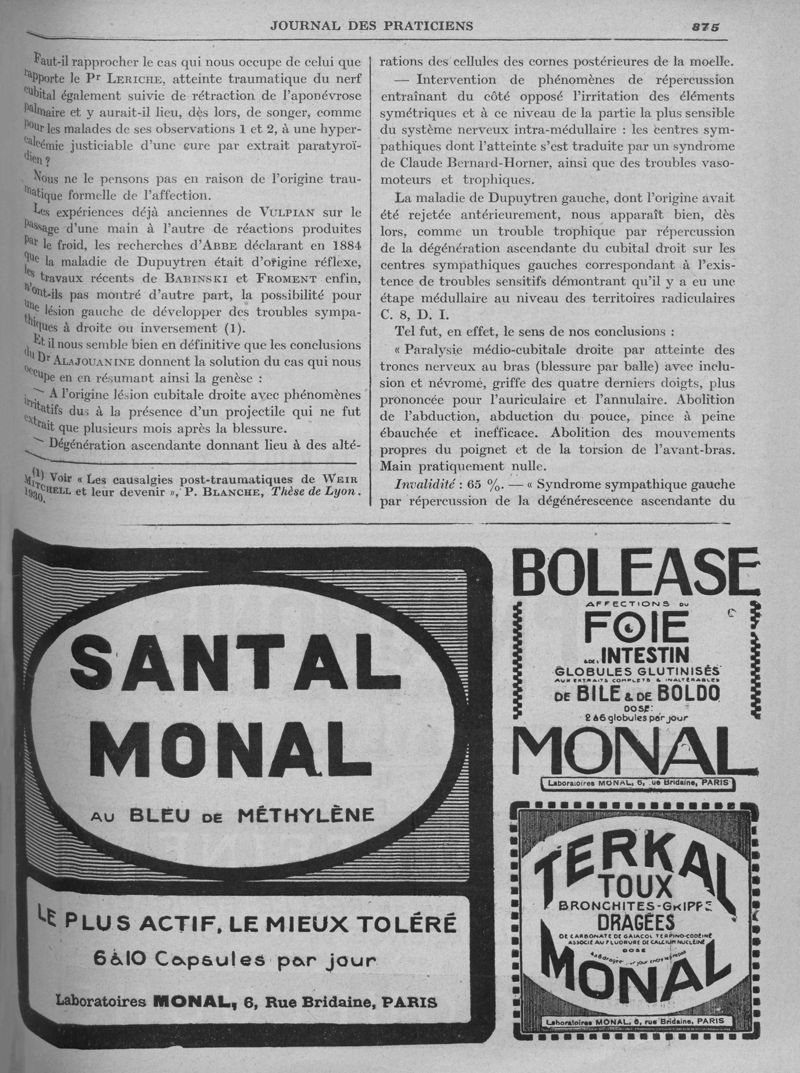 JOURNAL DES PRATICIENS
875
Faut-il rapprocher le cas qui nous occupe de celui que
rapporte le Pr LERICHE, atteinte traumatique du nerf
cubital également suivie de rétraction de l'aponévrose
palmaire et y aurait-il lieu, dès lors, de songer, comme
pour les malades de ses observations 1 et 2, à une hyper-
calcémie justiciable d'une cure par extrait paratyroï-
dien ?
Nous ne le pensons pas en raison de l'origine trau-
matique formelle de l'affection.
Les expériences déjà anciennes de VULPIAN sur le
passage d'une main à l'autre de réactions produites
par le froid, les recherches d'ABBE déclarant en 1884
que la maladie de Dupuytren était d'origine réflexe,
les travaux récents de BABINSKI et FROMENT enfin,
n'ont-ils pas montré d'autre part, la possibilité pour
une lésion gauche de développer des troubles sympa-
thiques à droite ou inversement (1).
Et il nous semble bien en définitive que les conclusions
du Dr ALAJOUANINE donnent la solution du cas qui nous
occupe en en résumant ainsi la genèse :
— A l'origine lésion cubitale droite avec phénomènes
irritatifs dus à la présence d'un projectile qui ne fut
extrait que plusieurs mois après la blessure.
— Dégénération ascendante donnant lieu à des alté-
(1) Voir « Les causalgies post-traumatiques de WEIR
MITCHELL et leur devenir », P. BLANCHE, Thèse de Lyon.
1930.
rations des cellules des cornes postérieures de la moelle.
— Intervention de phénomènes de répercussion
entraînant du côté opposé l'irritation des éléments
symétriques et à ce niveau de la partie la plus sensible
du système nerveux intra-médullaire : les centres sym-
pathiques dont l'atteinte s'est traduite par un syndrome
de Claude Bernard-Horner, ainsi que des troubles vaso-
moteurs et trophiques.
La maladie de Dupuytren gauche, dont l'origine avait
été rejetée antérieurement, nous apparaît bien, dès
lors, comme un trouble trophique par répercussion
de la dégénération ascendante du cubital droit sur les
centres sympathiques gauches correspondant à l'exis-
tence de troubles sensitifs démontrant qu'il y a eu une
étape médullaire au niveau des territoires radiculaires
C. 8, D. I.
Tel fut, en effet, le sens de nos conclusions :
« Paralysie médio-cubitale droite par atteinte des
troncs nerveux au bras (blessure par balle) avec inclu-
sion et névrome, griffe des quatre derniers doigts, plus
prononcée pour l'auriculaire et l'annulaire. Abolition
de l'abduction, abduction du pouce, pince à peine
ébauchée et inefficace. Abolition des mouvements
propres du poignet et de la torsion de l'avant-bras.
Main pratiquement nulle.
Invalidité : 65 %. — « Syndrome sympathique gauche
par répercussion de la dégénérescence ascendante du
SANTAL
MONAL
AU BLEU DE MÉTHYLÈNE
LE PLUS ACTIF, LE MIEUX TOLÉRÉ
6 à 10 Capsules par jour
Laboratoires MONAL, 6, Rue Bridaine, PARIS
BOLEASE
AFFECTIONS DU
FOIE
& DE L'INTESTIN
GLOBULES GLUTINISÉS
AUX EXTRAITS COMPLETS & INALTÉRABLES
DE BILE & DE BOLDO
DOSE:
2 à 6 globules par jour
MONAL
Laboratoires MONAL, 6, rue Bridaine, PARIS
TERKAL
TOUX
BRONCHITES-GRIPPE
DRAGÉES
DE CARBONATE DE GAÏACOL TERPINO-CODÉINÉ
ASSOCIÉ AU FLUORURE DE CALCIUM NUCLÉINÉ
DOSE
MONAL
Laboratoires MONAL, 6, rue Bridaine, PARIS